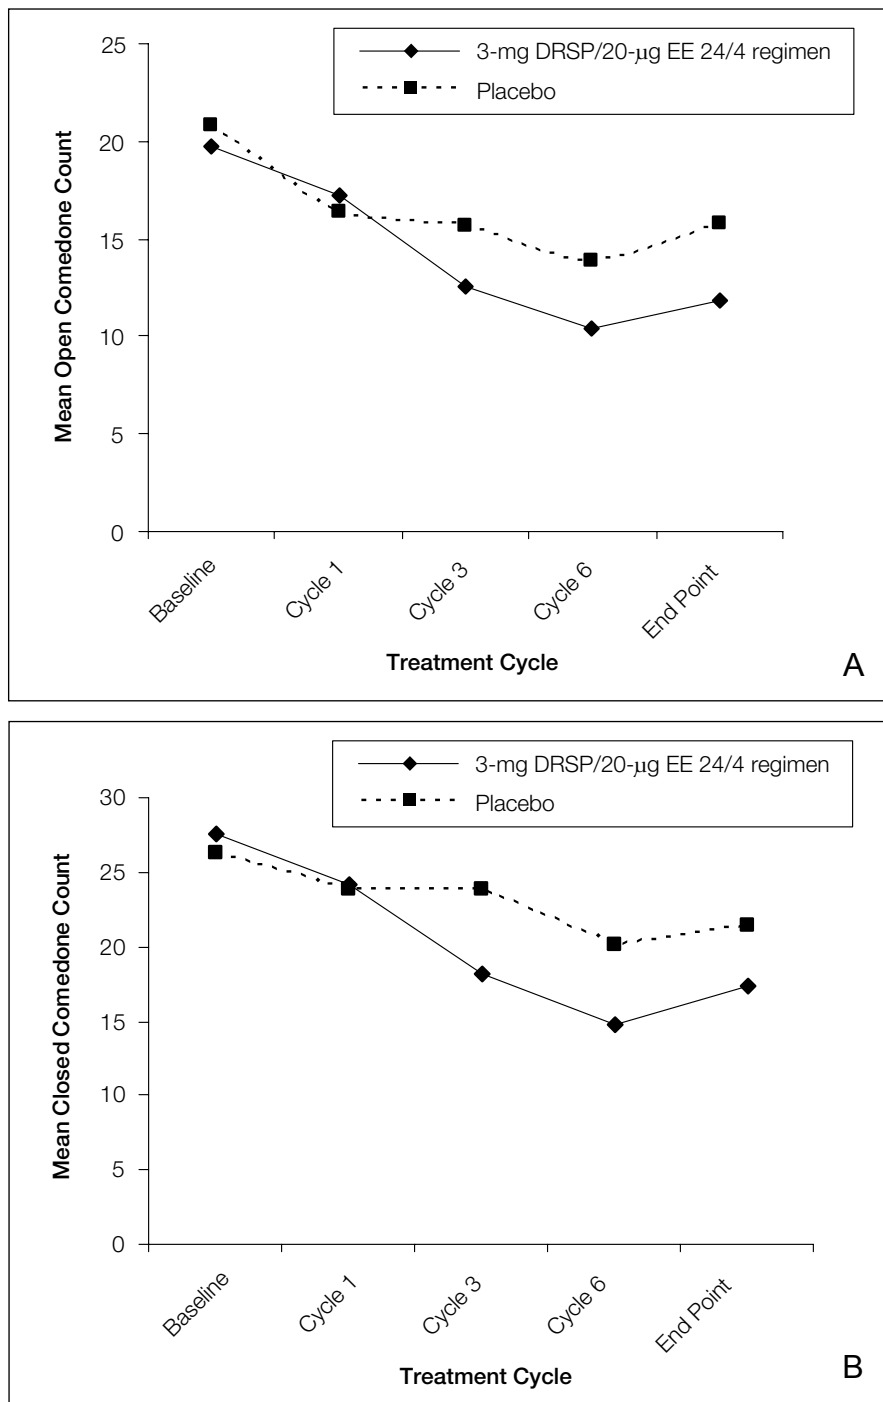 3-mg DRSP/20-μg EE 24/4 regimen
Placebo
25
20
15
10
5
0
Mean Open Comedone Count
Baseline
Cycle 1
Cycle 3
Cycle 6
End Point
Treatment Cycle
A
3-mg DRSP/20-μg EE 24/4 regimen
Placebo
30
25
20
15
10
5
0
Mean Closed Comedone Count
Baseline
Cycle 1
Cycle 3
Cycle 6
End Point
Treatment Cycle
B